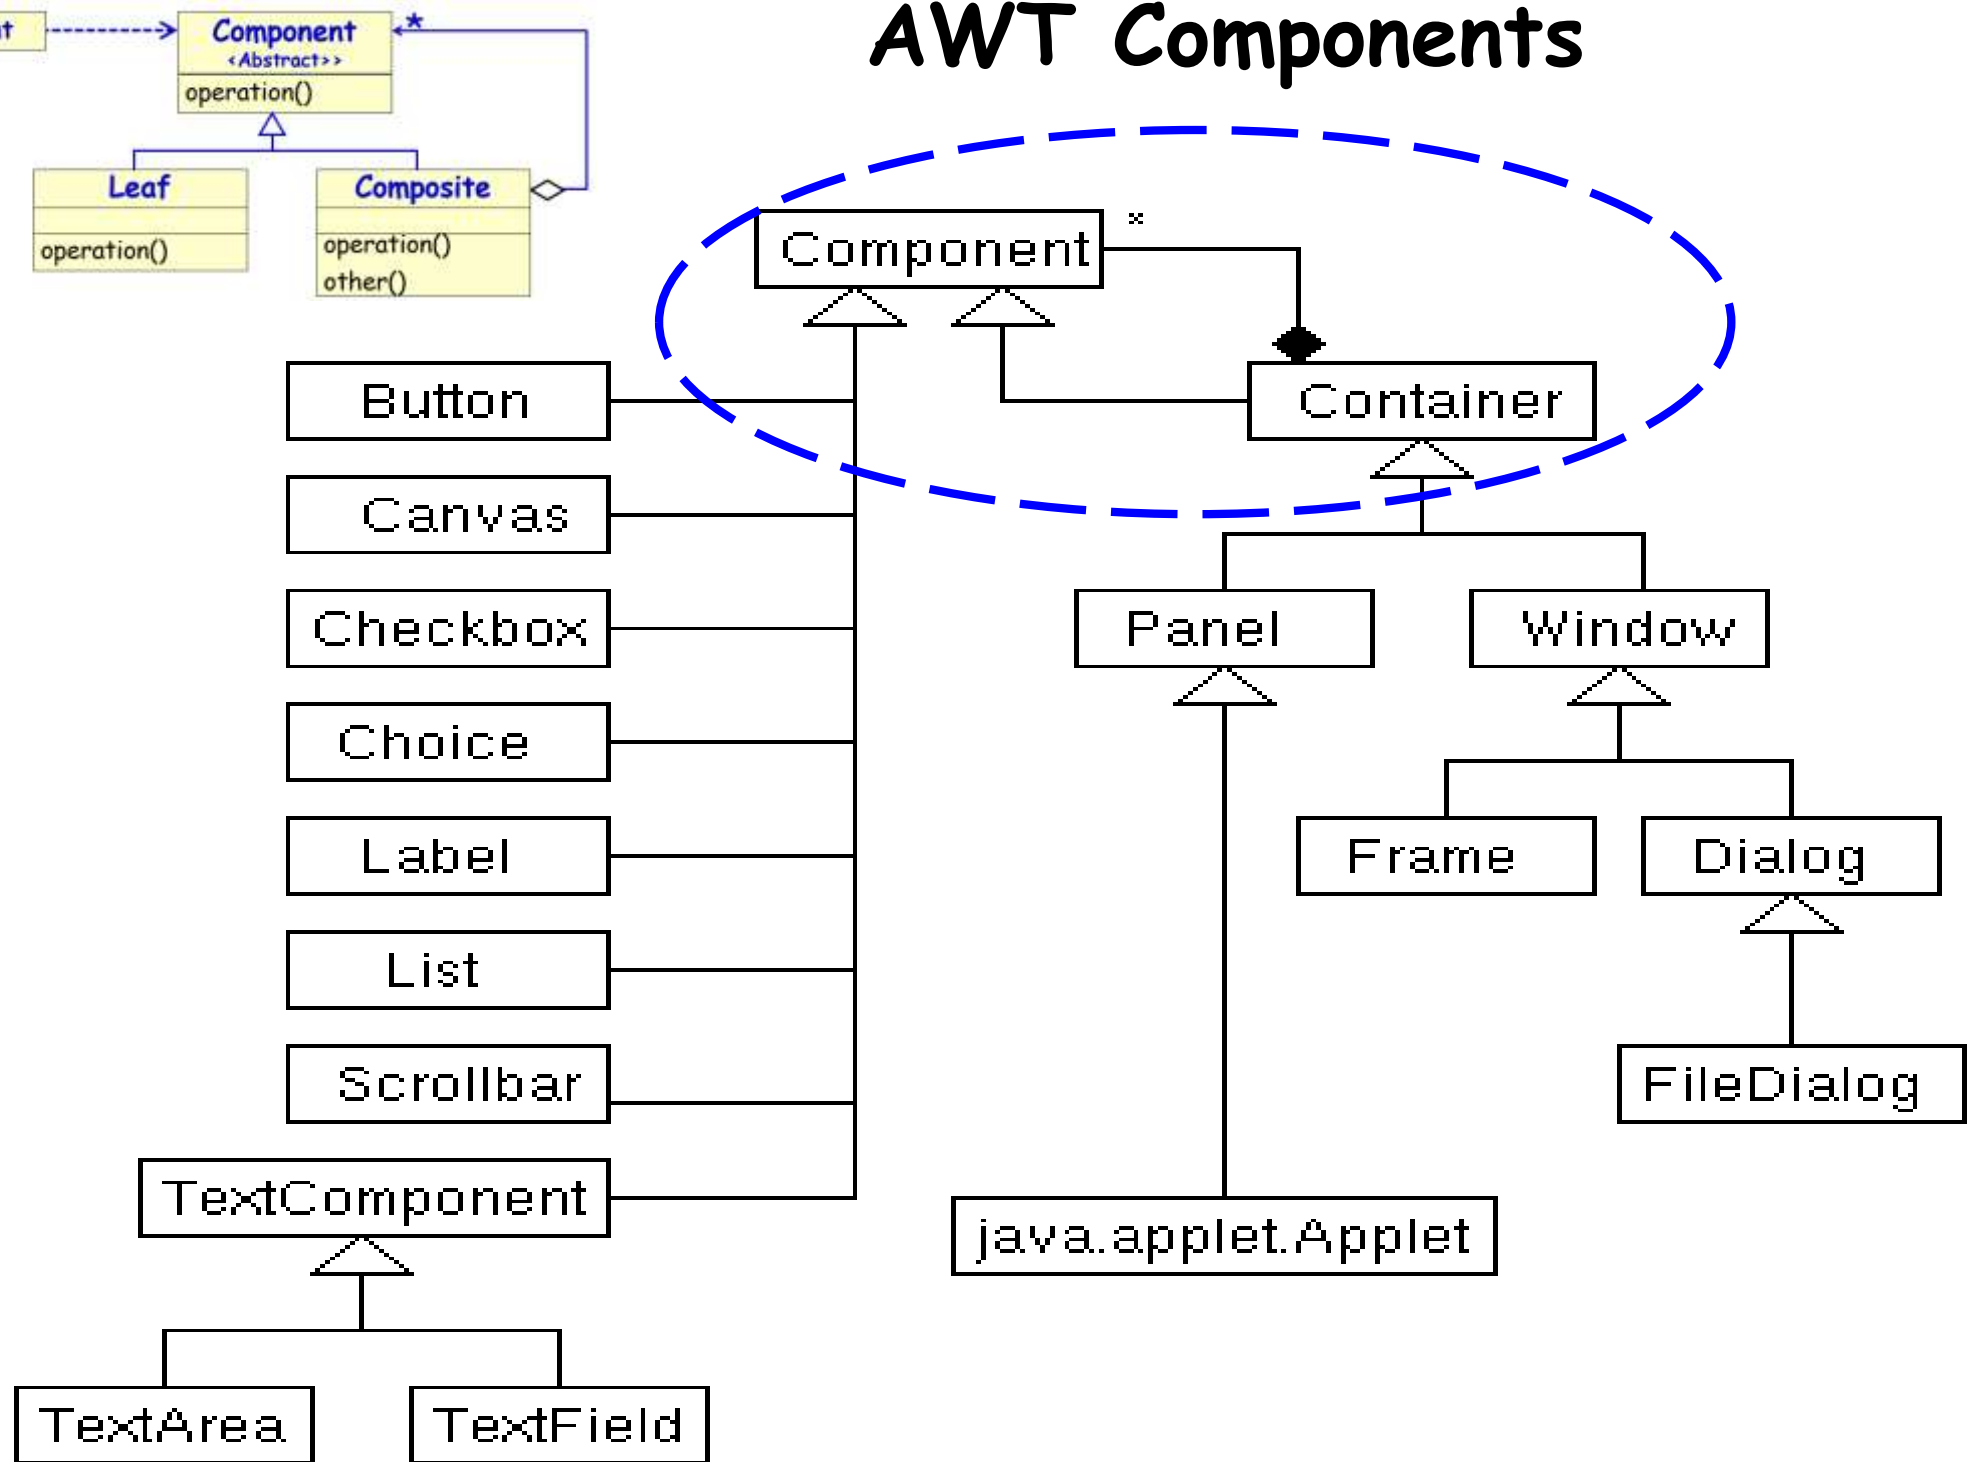 AWT Components
t
Component
*
<Abstract>>
operation()
Leaf
operation()
Composite
operation()
other()
Component
*
Container
Button
Canvas
Checkbox
Choice
Label
List
Scrollbar
TextComponent
TextArea
TextField
Panel
Window
Frame
Dialog
FileDialog
java.applet.Applet